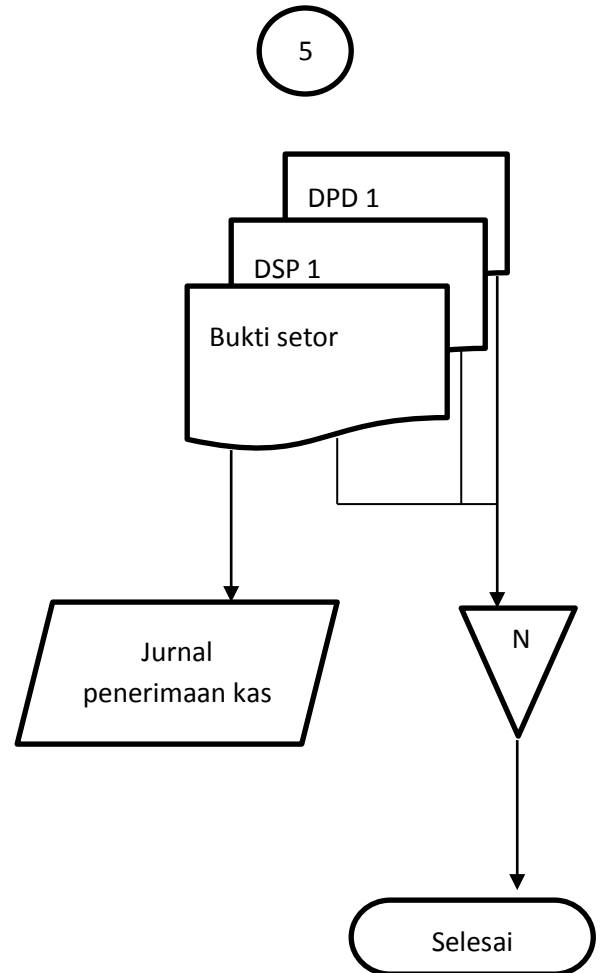 5
DPD 1
DSP 1
Bukti setor
Jurnal
penerimaan kas
N
Selesai